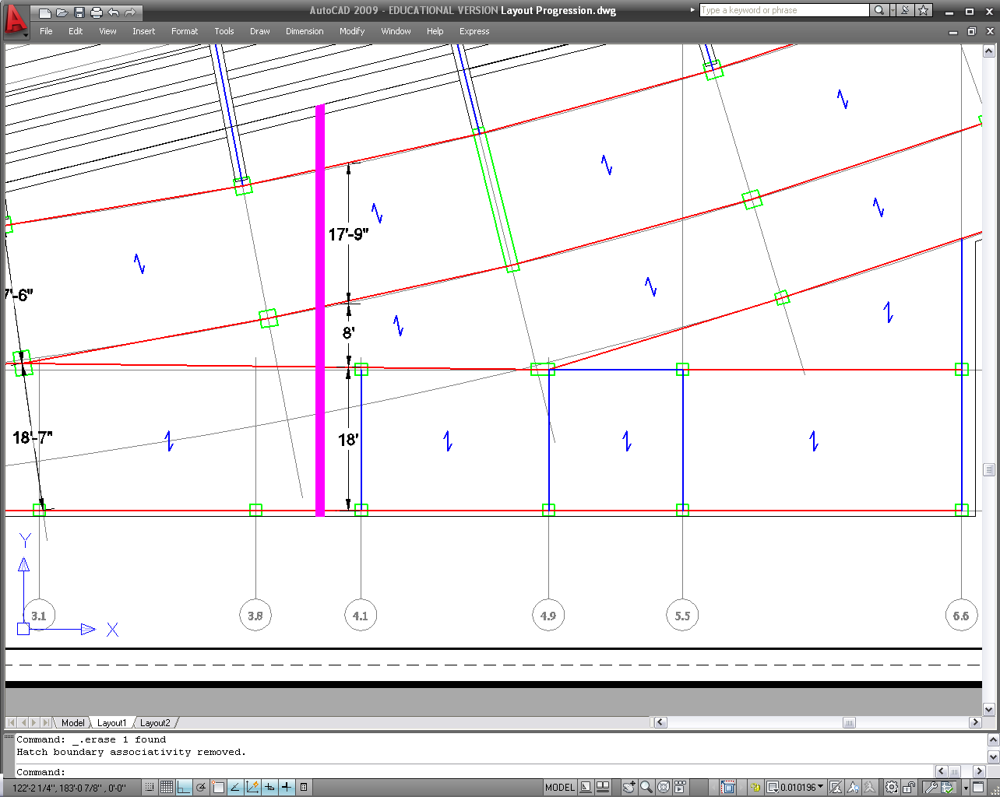 AutoCAD 2009 - EDUCATIONAL VERSION Layout Progression.dwg
Type a keyword or phrase
File Edit View Insert Format Tools Draw Dimension Modify Window Help Express
17'-9"
7'-6"
8'
18'-7"
18'
Y
X
3.1 3.8 4.1 4.9 5.5 6.6
Model Layout1 Layout2
Command: _.erase 1 found
Hatch boundary associativity removed.
Command:
122'-2 1/4", 183'-0 7/8" , 0'-0" MODEL 0.010196